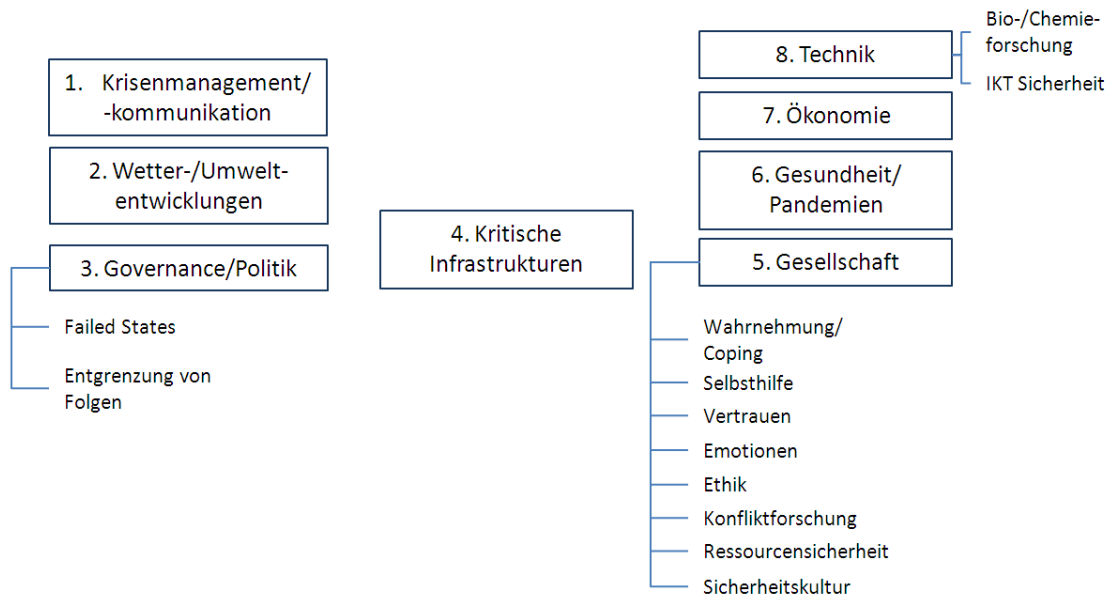 1. Krisenmanagement/
-kommunikation
2. Wetter-/Umwelt-
entwicklungen
3. Governance/Politik
Failed States
Entgrenzung von
Folgen
4. Kritische
Infrastrukturen
8. Technik
Bio-/Chemie-
forschung
IKT Sicherheit
7. Ökonomie
6. Gesundheit/
Pandemien
5. Gesellschaft
Wahrnehmung/
Coping
Selbsthilfe
Vertrauen
Emotionen
Ethik
Konfliktforschung
Ressourcensicherheit
Sicherheitskultur